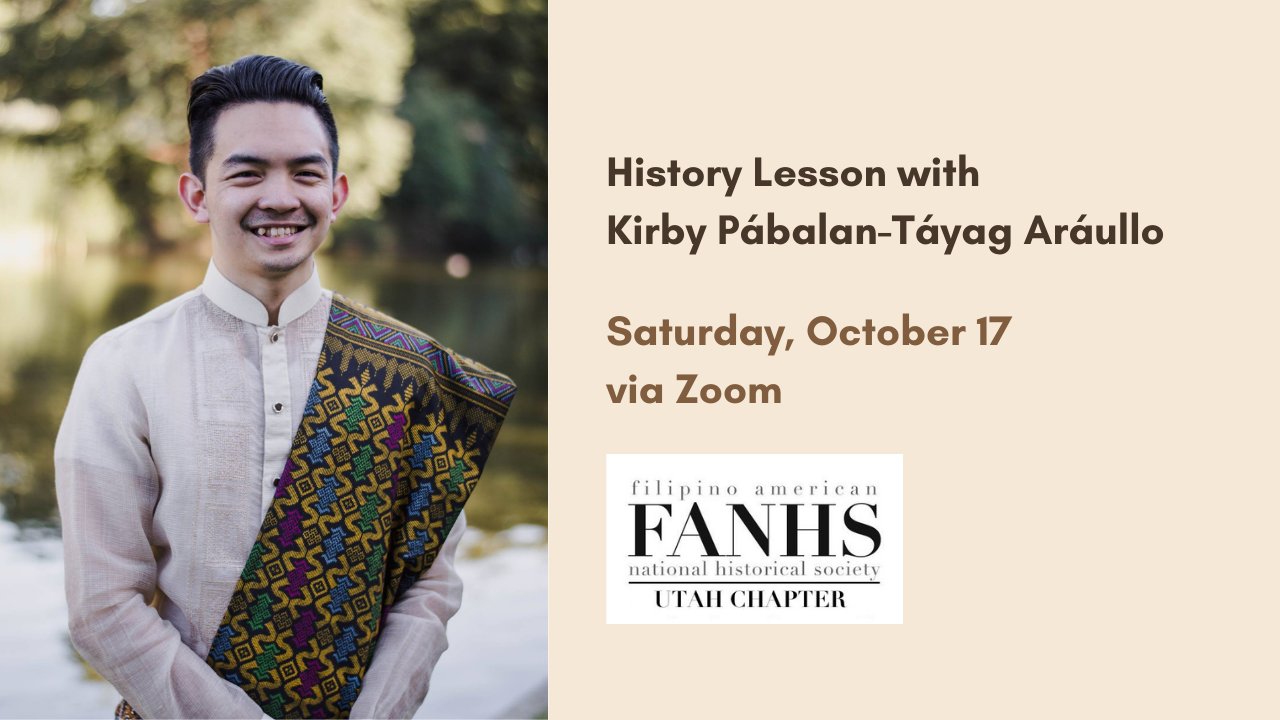 History Lesson with
Kirby Pábalan-Táyag Aráullo
Saturday, October 17
via Zoom
filipino american
FANHS
national historical society
UTAH CHAPTER